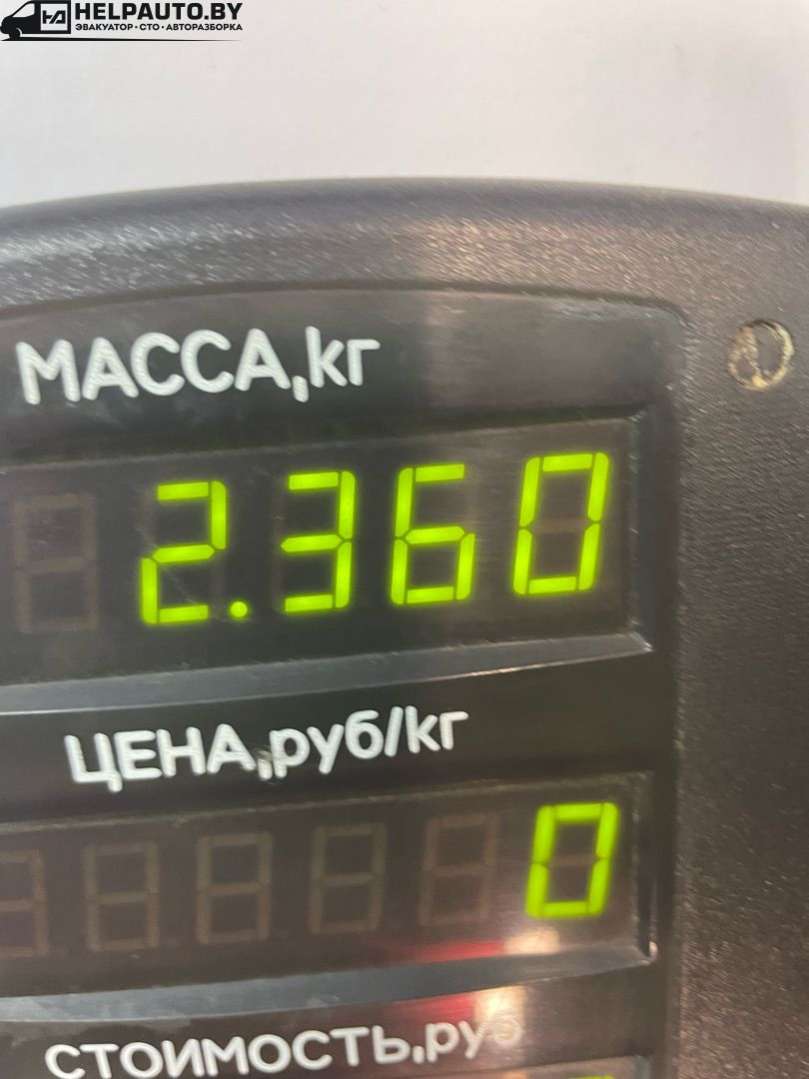 HELPAUTO.BY
ЭВАКУАТОР • СТО • АВТОРАЗБОРКА
МАССА,кг
2.360
ЦЕНА,руб/кг
0
СТОИМОСТЬ,руб